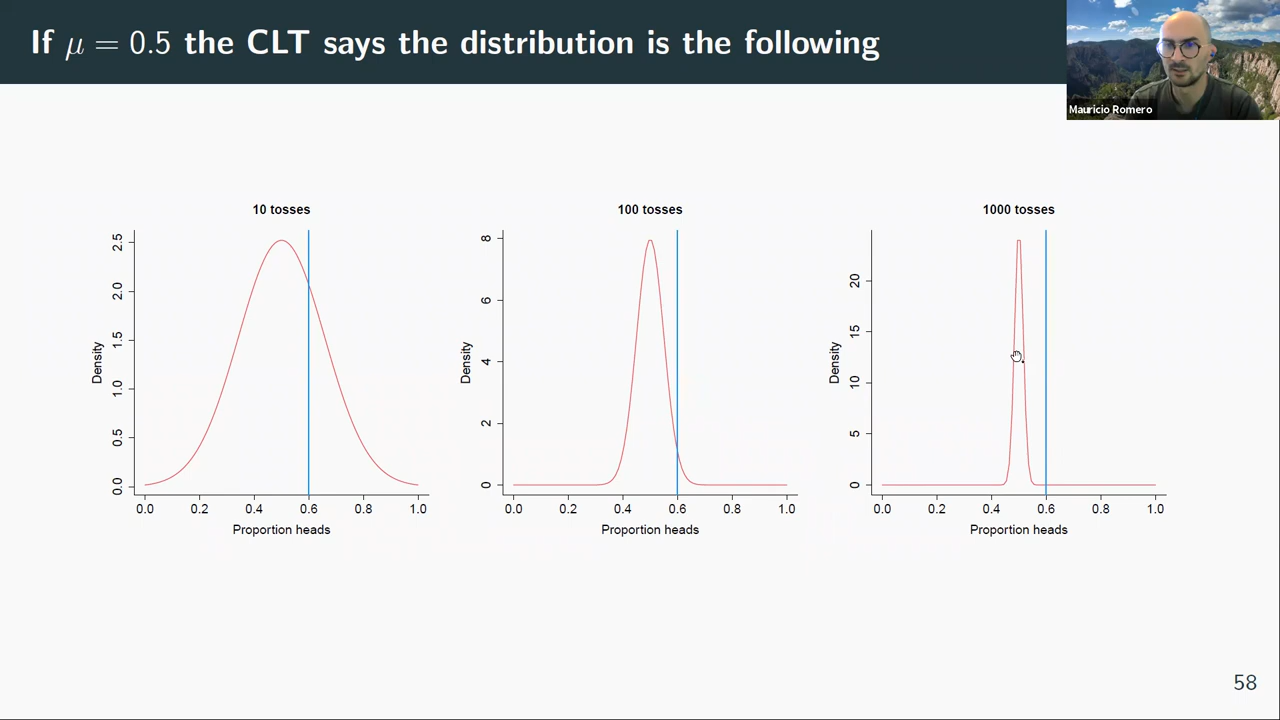 If μ = 0.5 the CLT says the distribution is the following
Mauricio Romero
10 tosses
Density
0.0 0.5 1.0 1.5 2.0 2.5
0.0 0.2 0.4 0.6 0.8 1.0
Proportion heads
100 tosses
Density
0 2 4 6 8
0.0 0.2 0.4 0.6 0.8 1.0
Proportion heads
1000 tosses
Density
0 5 10 15 20
0.0 0.2 0.4 0.6 0.8 1.0
Proportion heads
58